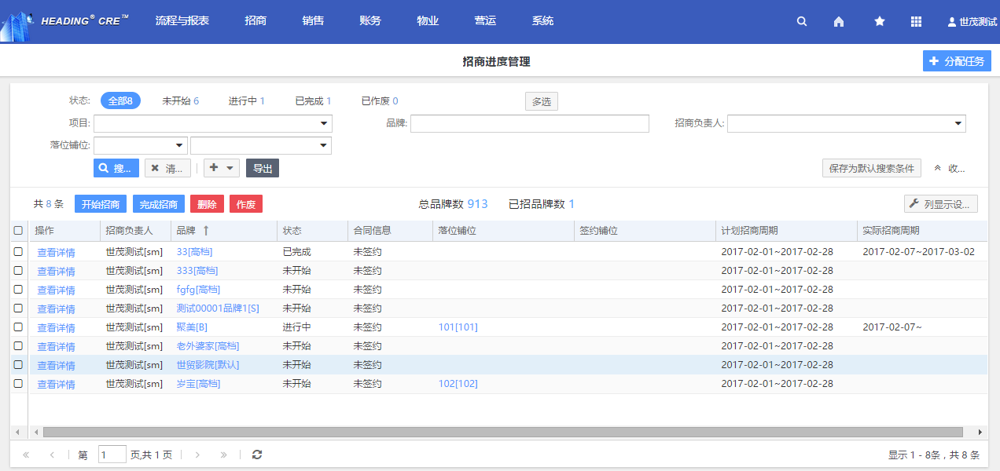 HEADING® CRE™ 流程与报表 招商 销售 账务 物业 营运 系统 世茂测试
招商进度管理 分配任务
状态: 全部8 未开始 6 进行中 1 已完成 1 已作废 0 多选
项目: 品牌: 招商负责人:
落位铺位:
搜... 清... 导出 保存为默认搜索条件 收...
共 8 条 开始招商 完成招商 删除 作废 总品牌数 913 已招品牌数 1 列显示设...
操作 招商负责人 品牌 ↑ 状态 合同信息 落位铺位 签约铺位 计划招商周期 实际招商周期
查看详情 世茂测试[sm] 33[高档] 已完成 未签约 2017-02-01~2017-02-28 2017-02-07~2017-03-02
查看详情 世茂测试[sm] 333[高档] 未开始 未签约 2017-02-01~2017-02-28
查看详情 世茂测试[sm] fgfg[高档] 未开始 未签约 2017-02-01~2017-02-28
查看详情 世茂测试[sm] 测试00001品牌1[S] 未开始 未签约 2017-02-01~2017-02-28
查看详情 世茂测试[sm] 聚美[B] 进行中 未签约 101[101] 2017-02-01~2017-02-28 2017-02-07~
查看详情 世茂测试[sm] 老外婆家[高档] 未开始 未签约 2017-02-01~2017-02-28
查看详情 世茂测试[sm] 世贸影院[默认] 未开始 未签约 2017-02-01~2017-02-28
查看详情 世茂测试[sm] 岁宝[高档] 未开始 未签约 102[102] 2017-02-01~2017-02-28
第 1 页,共 1 页 显示 1 - 8条，共 8 条